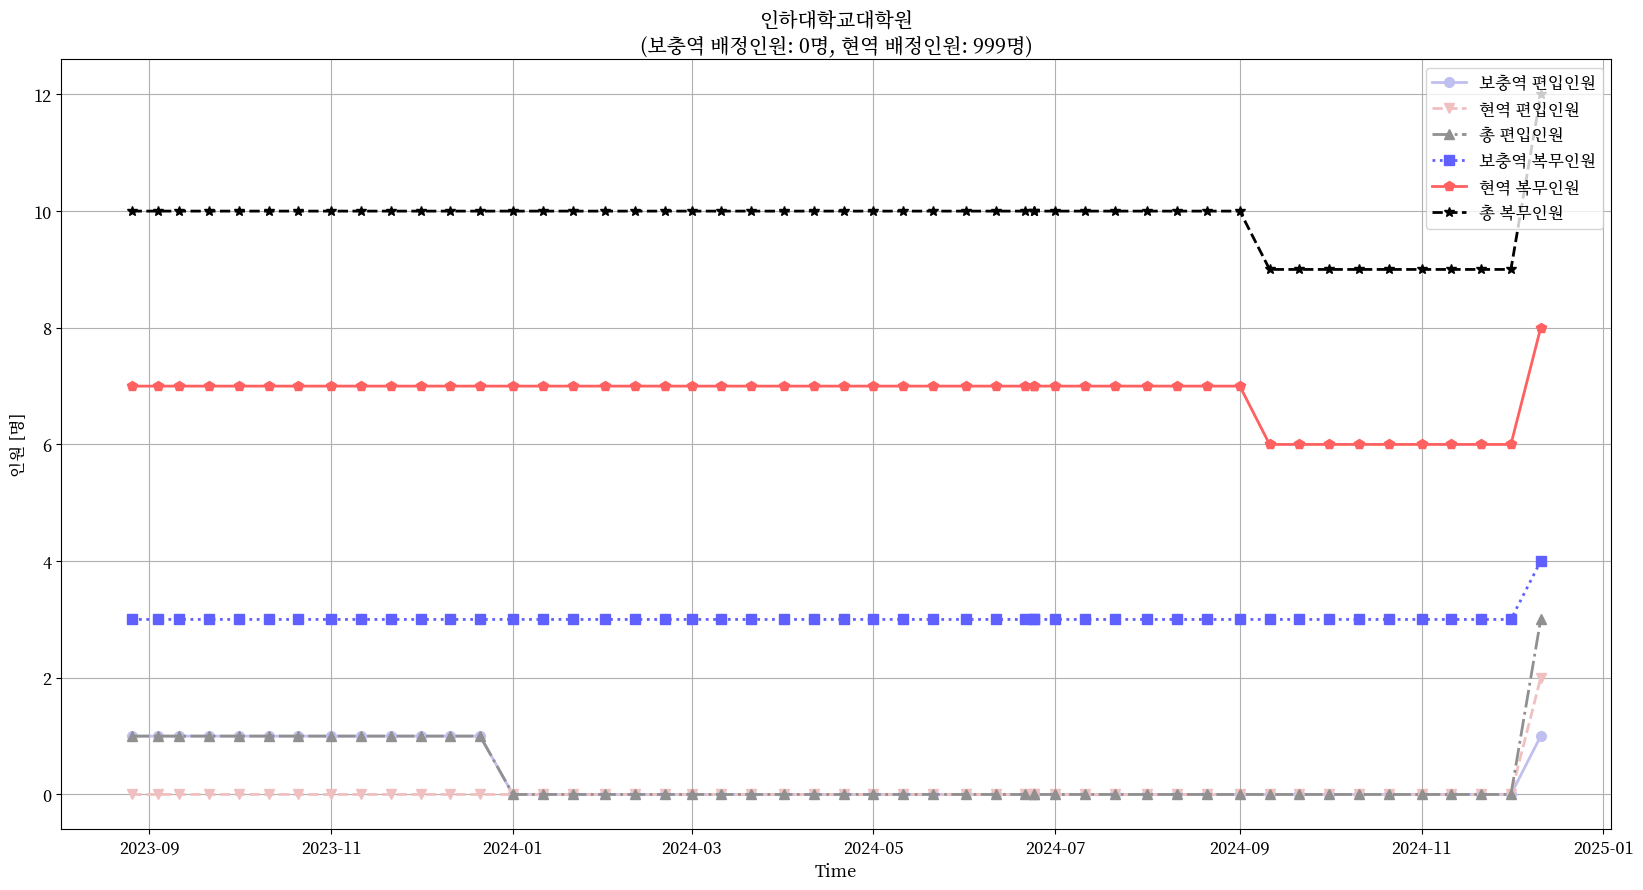 인하대학교대학원
(보충역 배정인원: 0명, 현역 배정인원: 999명)
보충역 편입인원
현역 편입인원
총 편입인원
보충역 복무인원
현역 복무인원
총 복무인원
인원 [명]
12
10
8
6
4
2
0
2023-09
2023-11
2024-01
2024-03
2024-05
2024-07
2024-09
2024-11
2025-01
Time